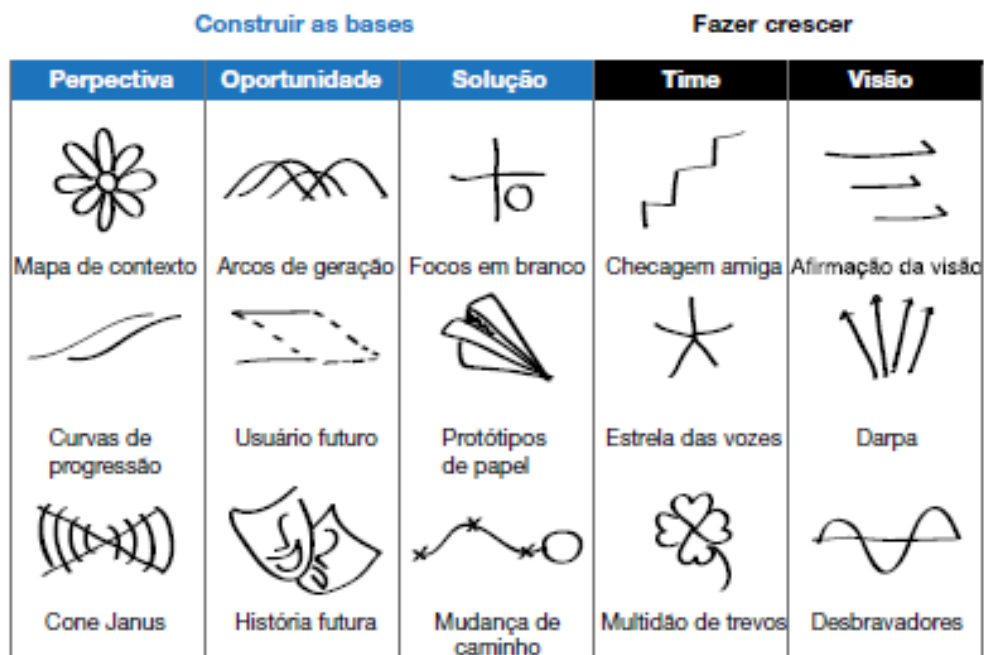 Construir as bases
Fazer crescer
Perpectiva
Oportunidade
Solução
Time
Visão
Mapa de contexto
Arcos de geração
Focos em branco
Checagem amiga
Afirmação da visão
Curvas de
progressão
Usuário futuro
Protótipos
de papel
Estrela das vozes
Darpa
Cone Janus
História futura
Mudança de
caminho
Multidão de trevos
Desbravadores